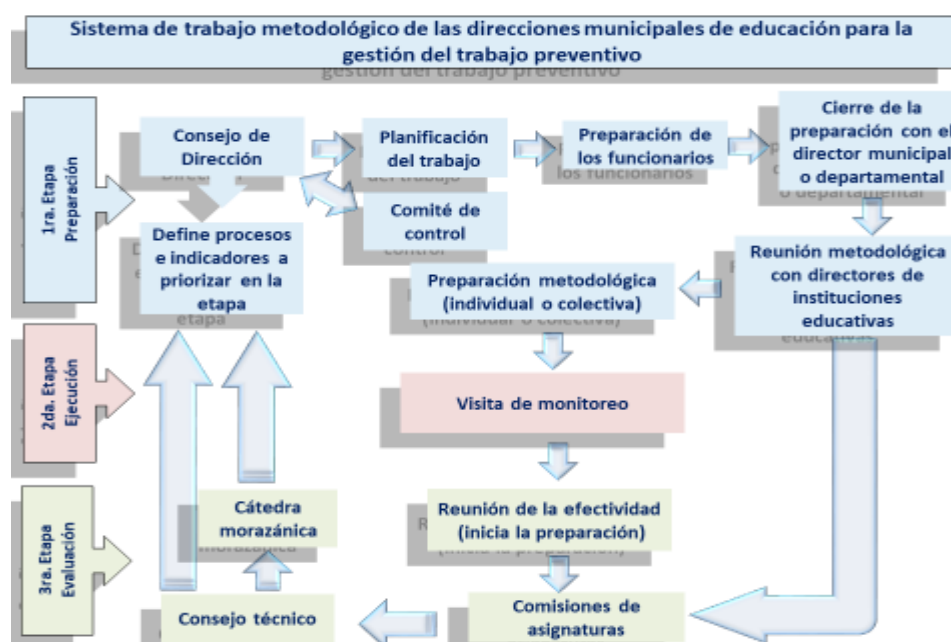 Sistema de trabajo metodológico de las direcciones municipales de educación para la
gestión del trabajo preventivo
1ra. Etapa
Preparación
Consejo de
Dirección
Planificación
del trabajo
Preparación de
los funcionarios
Cierre de la
preparación con el
director municipal
o departamental
Comité de
control
Define procesos
e indicadores a
priorizar en la
etapa
Preparación metodológica
(individual o colectiva)
Reunión metodológica
con directores de
instituciones
educativas
2da. Etapa
Ejecución
Visita de monitoreo
3ra. Etapa
Evaluación
Cátedra
morazánica
Reunión de la efectividad
(inicia la preparación)
Consejo técnico
Comisiones de
asignaturas